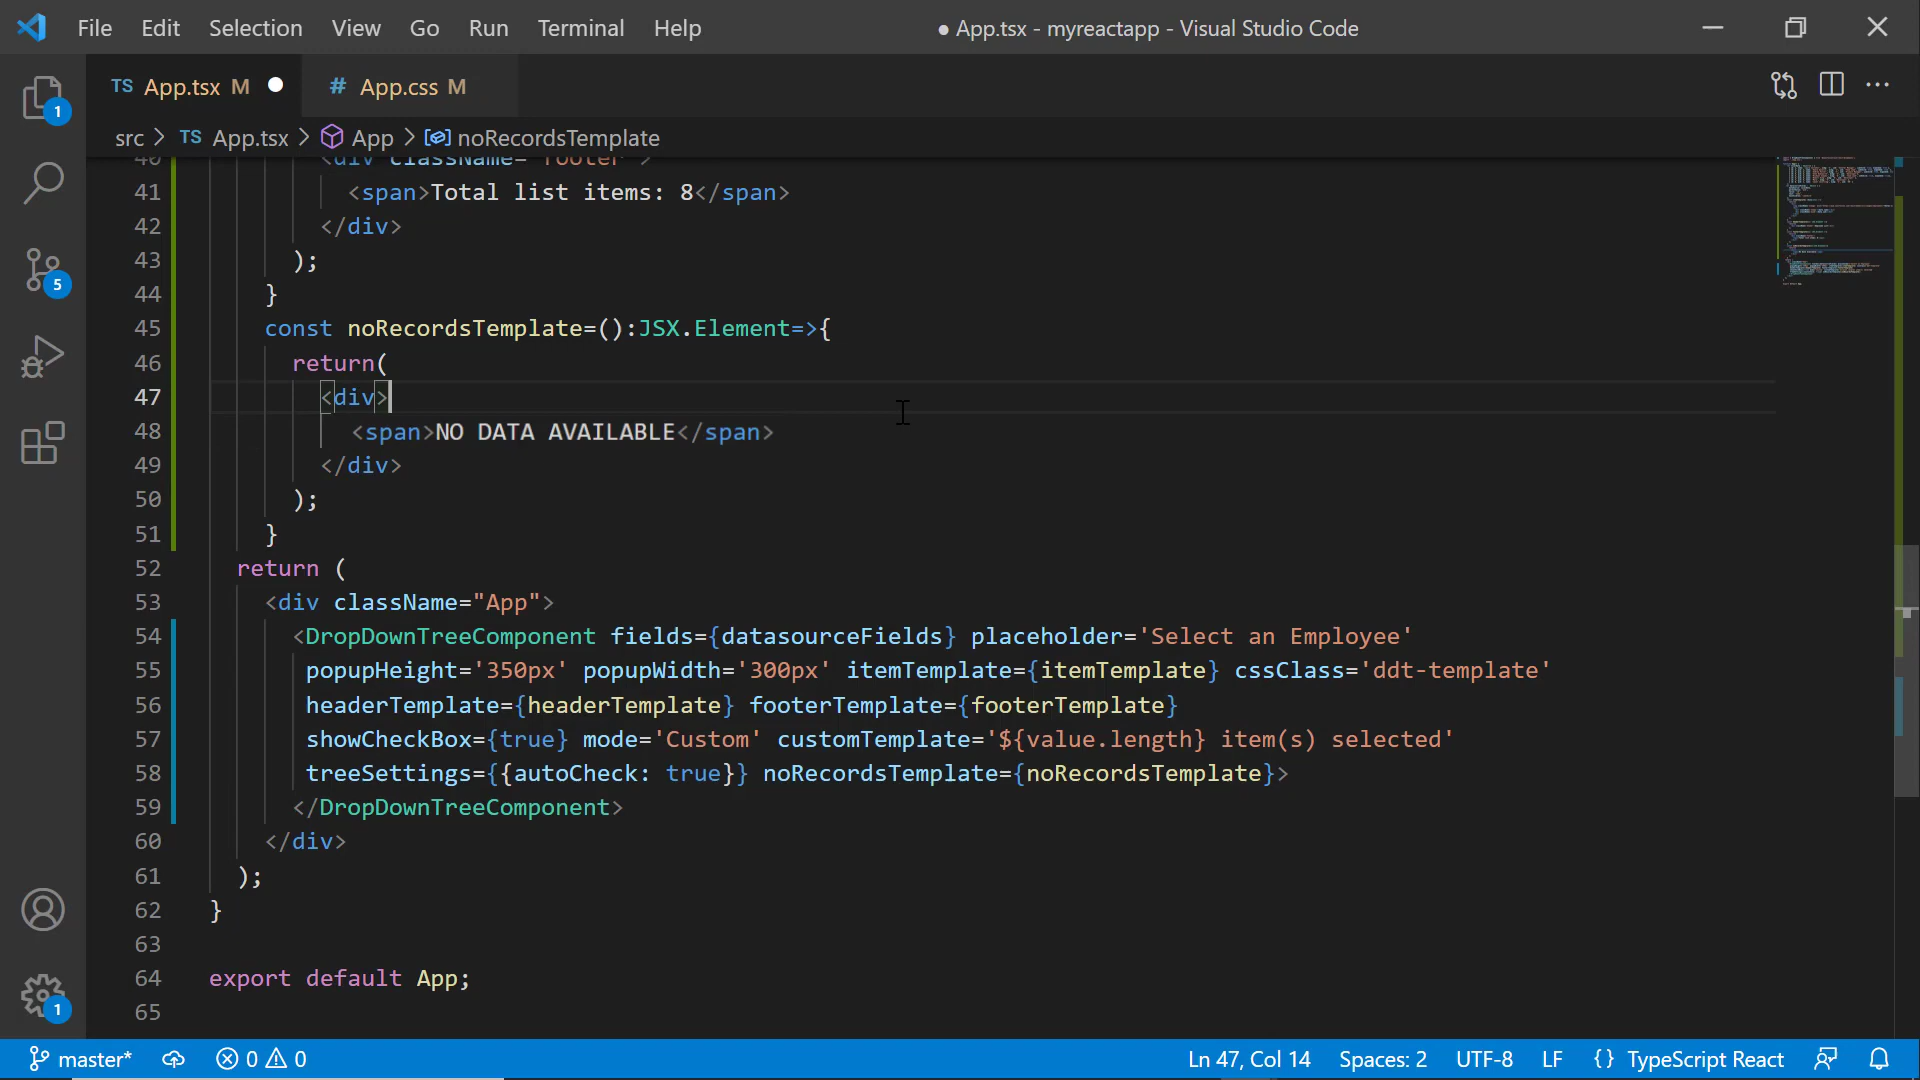 File Edit Selection View Go Run Terminal Help
● App.tsx - myreactapp - Visual Studio Code
TS App.tsx M
# App.css M
src > TS App.tsx > App > noRecordsTemplate
40 <div className="footer">
41 <span>Total list items: 8</span>
42 </div>
43 );
44 }
45 const noRecordsTemplate=():JSX.Element=>{
46 return(
47 <div>
48 <span>NO DATA AVAILABLE</span>
49 </div>
50 );
51 }
52 return (
53 <div className="App">
54 <DropDownTreeComponent fields={datasourceFields} placeholder='Select an Employee'
55 popupHeight='350px' popupWidth='300px' itemTemplate={itemTemplate} cssClass='ddt-template'
56 headerTemplate={headerTemplate} footerTemplate={footerTemplate}
57 showCheckBox={true} mode='Custom' customTemplate='${value.length} item(s) selected'
58 treeSettings={{autoCheck: true}} noRecordsTemplate={noRecordsTemplate}>
59 </DropDownTreeComponent>
60 </div>
61 );
62 }
63
64 export default App;
65
1
5
1
master* 0 0 Ln 47, Col 14 Spaces: 2 UTF-8 LF {} TypeScript React